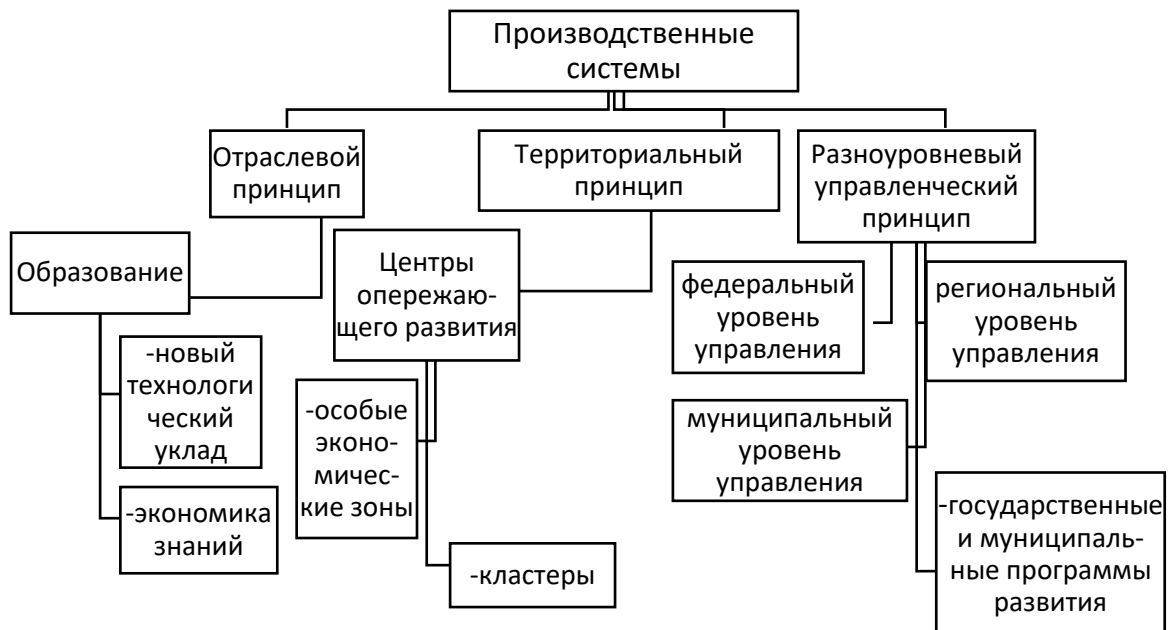 Производственные
системы
Отраслевой
принцип
Территориальный
принцип
Разноуровневый
управленческий
принцип
Образование
Центры
опережаю-
щего развития
федеральный
уровень
управления
региональный
уровень
управления
-новый
технологи
ческий
уклад
-особые
эконо-
мичес-
кие зоны
муниципальный
уровень
управления
-экономика
знаний
-кластеры
-государственные
и муниципаль-
ные программы
развития